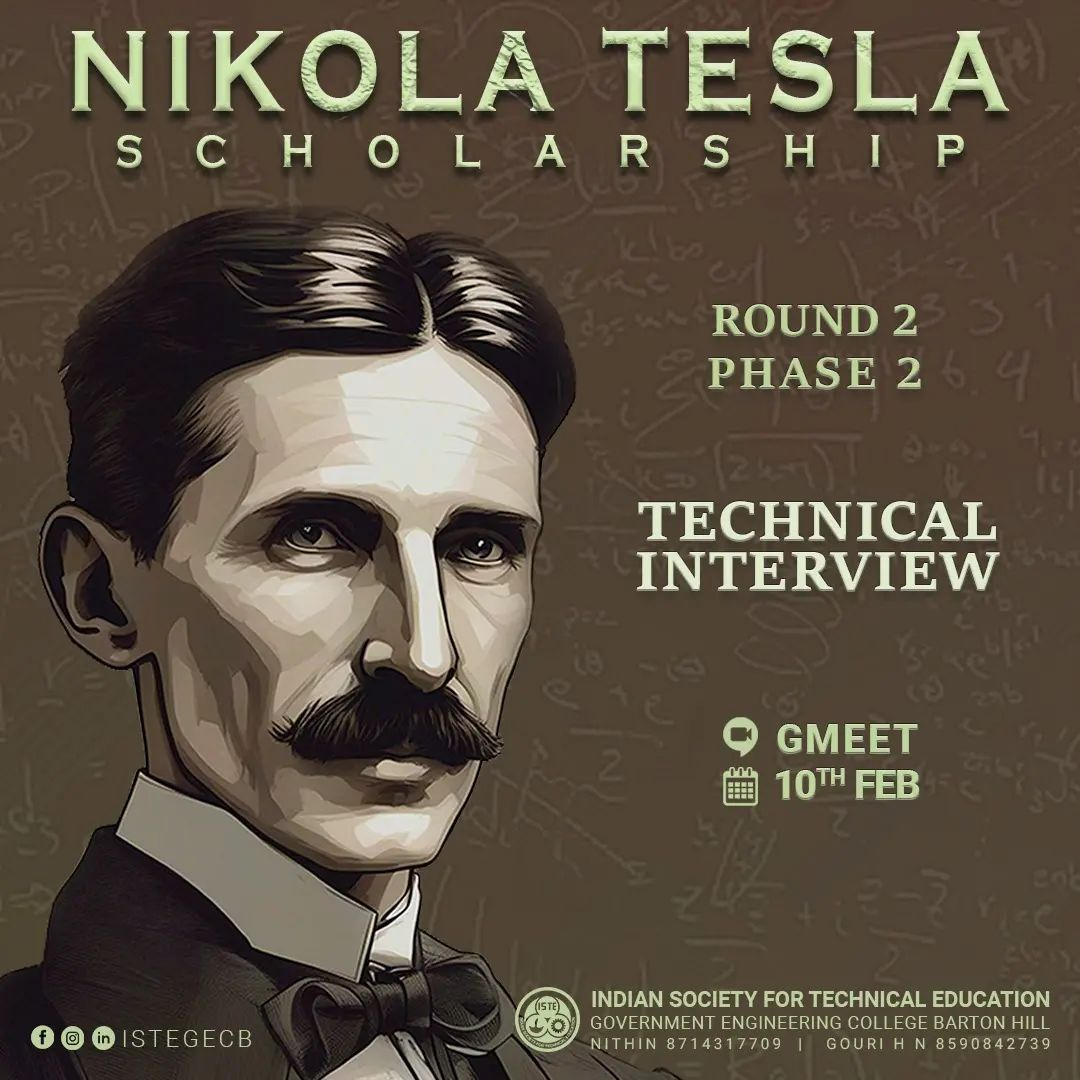 NIKOLA TESLA
SCHOLARSHIP
ROUND 2
PHASE 2
TECHNICAL
INTERVIEW
GMEET
10TH FEB
ISTE
INDIAN SOCIETY FOR TECHNICAL EDUCATION
GOVERNMENT ENGINEERING COLLEGE BARTON HILL
NITHIN 8714317709 | GOURI H N 8590842739
ISTEGECB